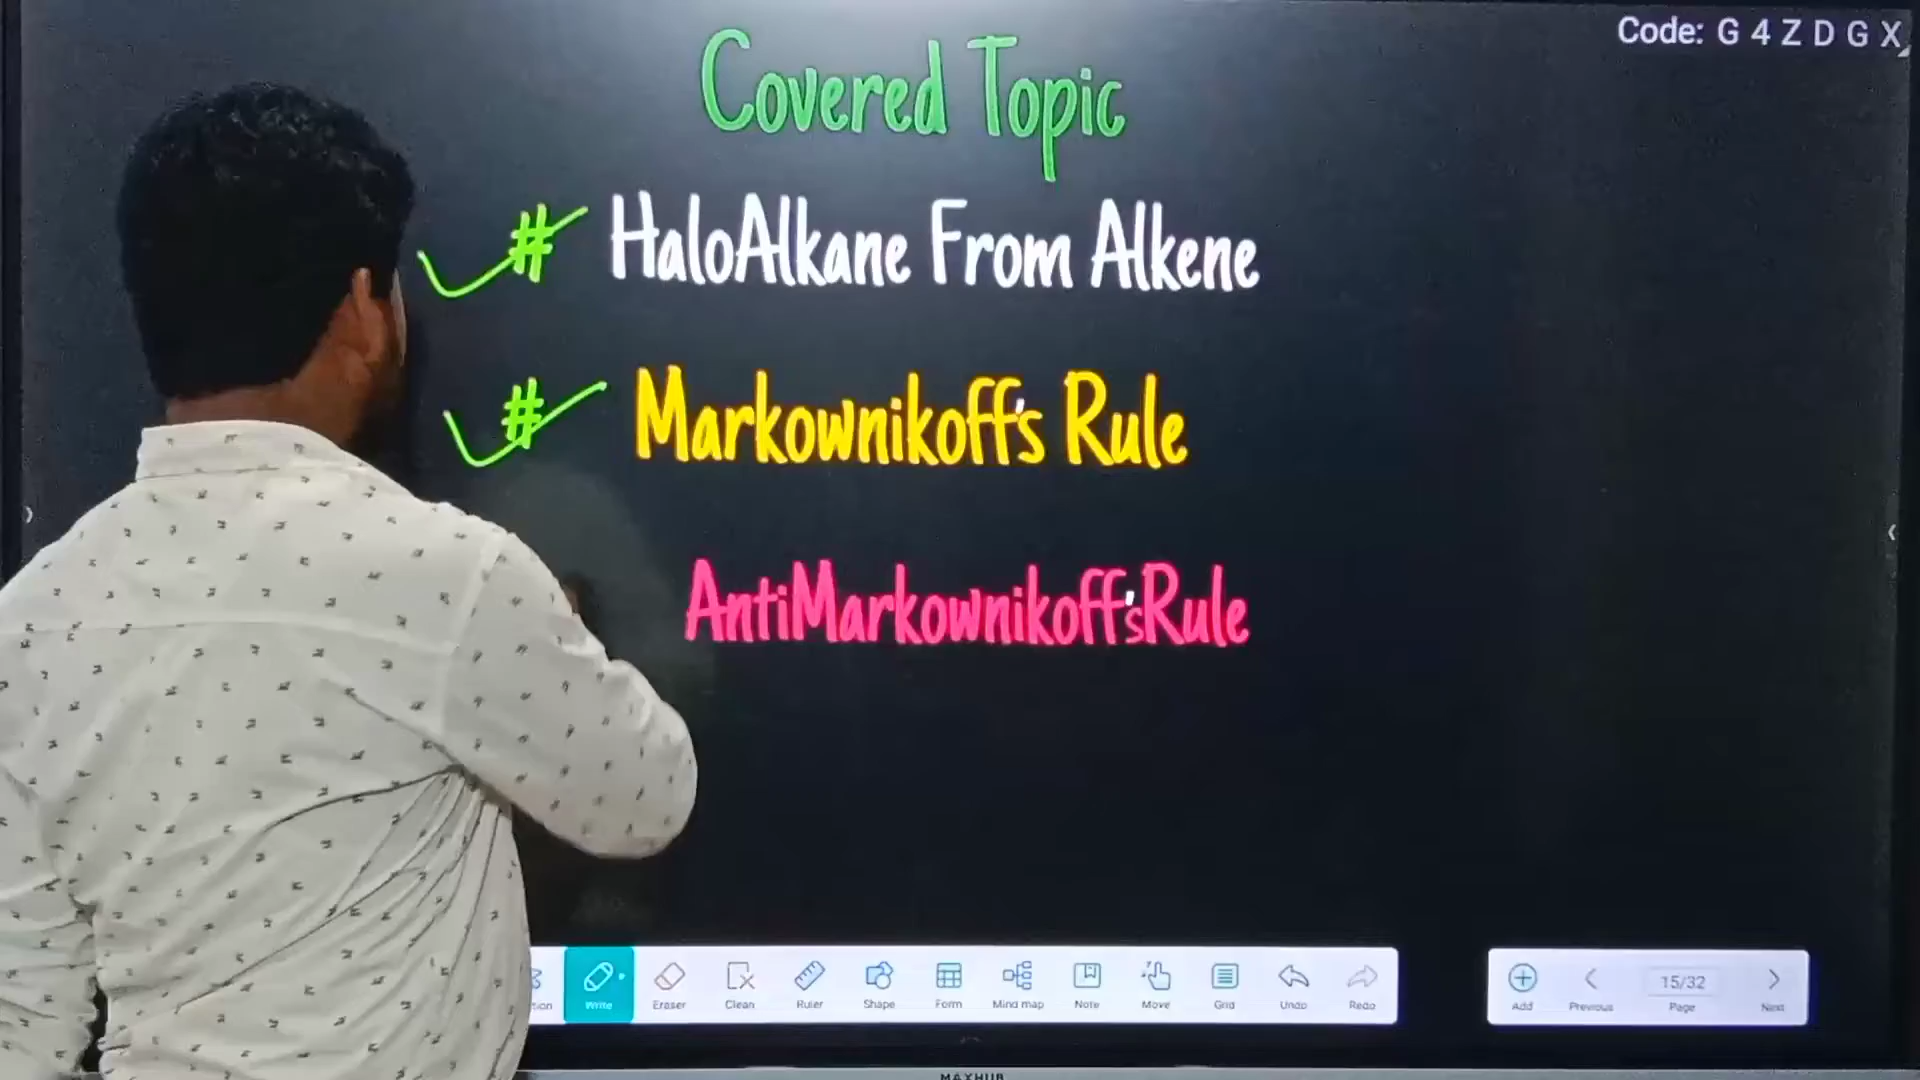 Code: G 4 Z D G X
Covered Topic
# HaloAlkane From Alkene
# Markownikoff's Rule
AntiMarkownikoff'sRule
Write Eraser Clean Ruler Shape Form Mind map Note Move Grid Undo Redo
Add Previous 15/32 Page Next
MAXHUB